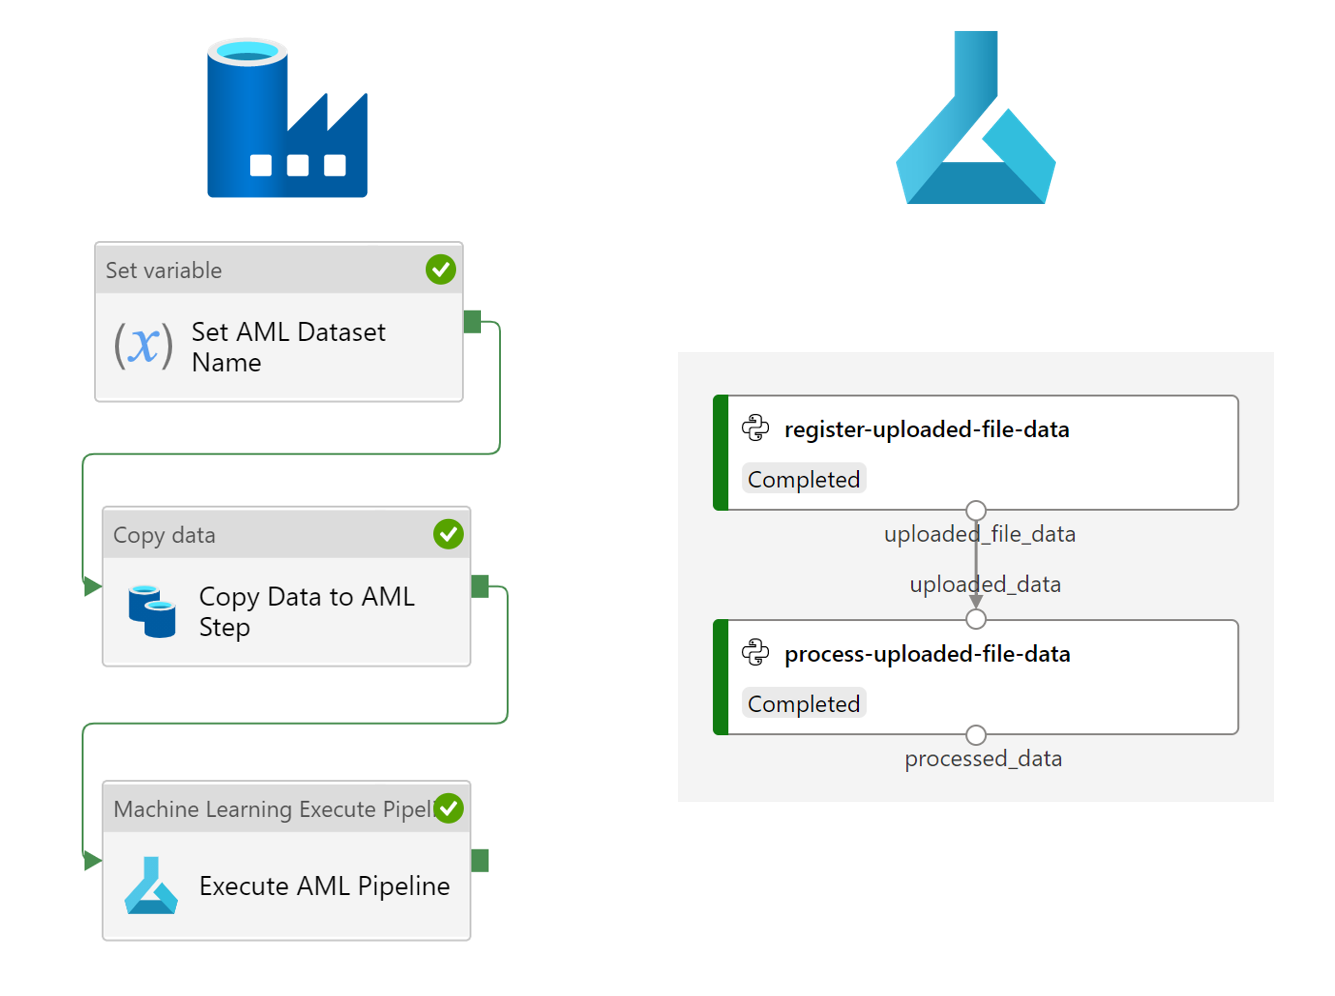 Set variable
(x)
Set AML Dataset
Name
Copy data
Copy Data to AML
Step
Machine Learning Execute Pipeli
Execute AML Pipeline
register-uploaded-file-data
Completed
uploaded_file_data
uploaded_data
process-uploaded-file-data
Completed
processed_data